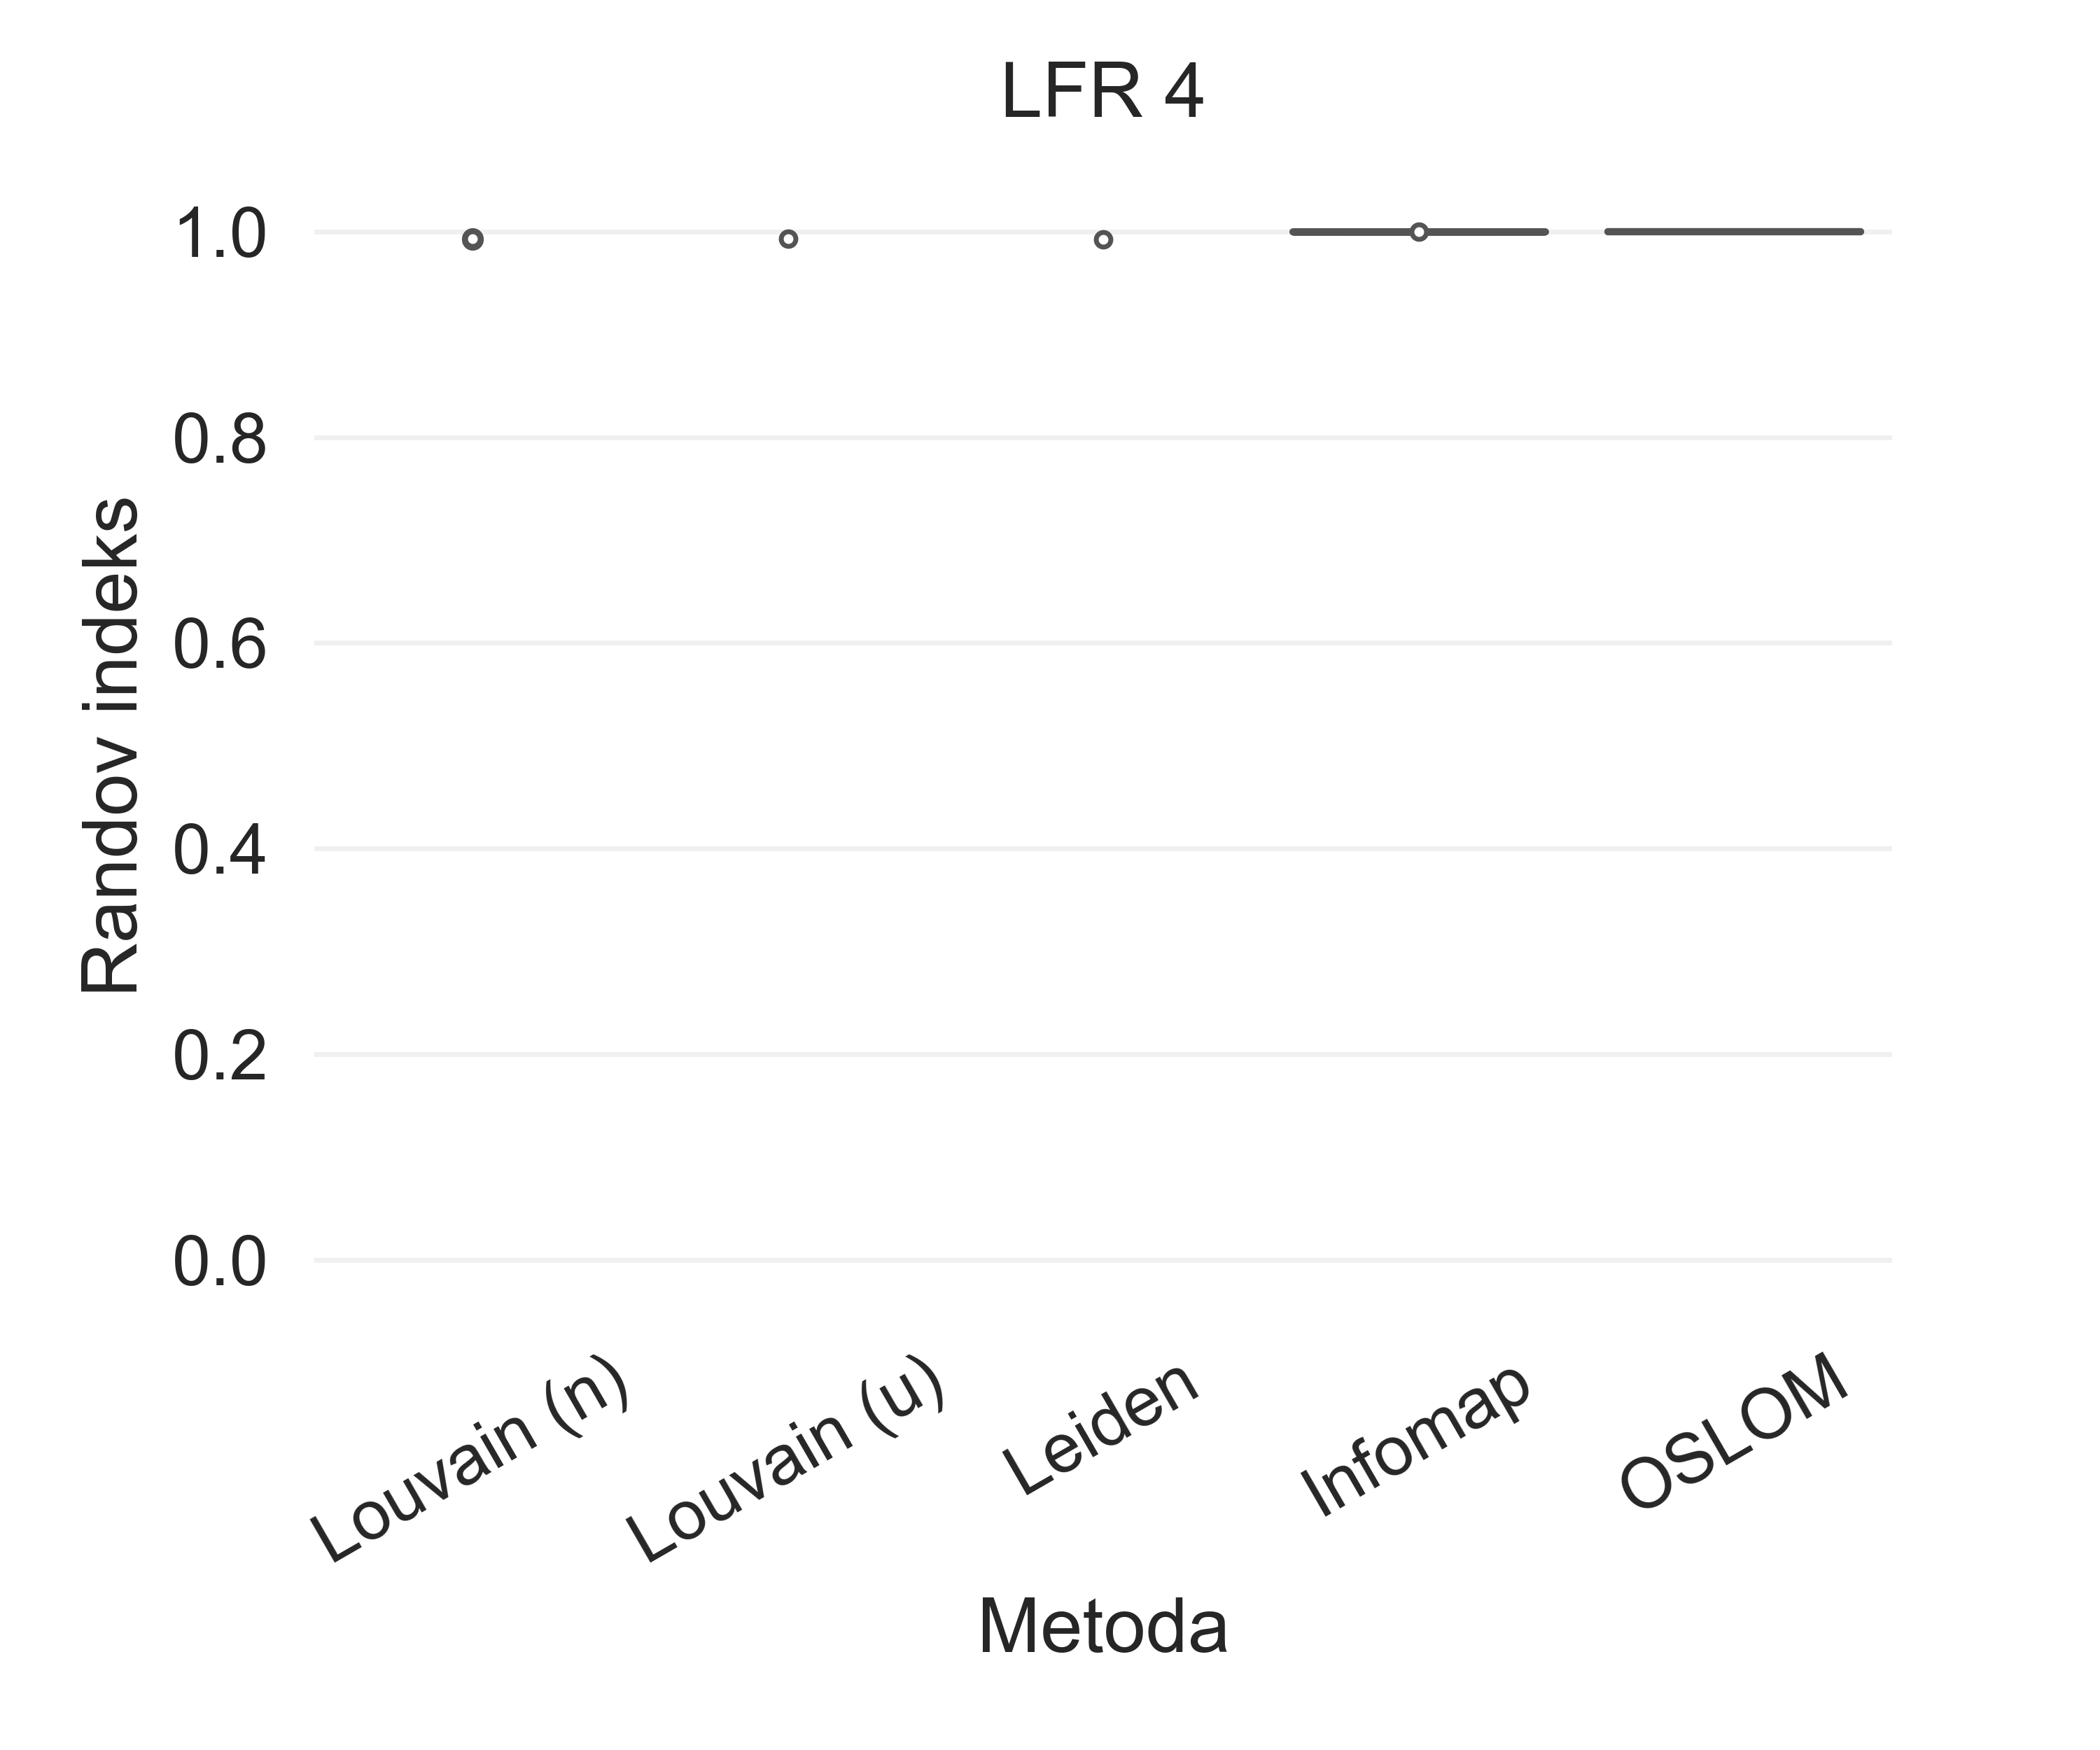 LFR 4
Randov indeks
1.0
0.8
0.6
0.4
0.2
0.0
Louvain (n)
Louvain (u)
Leiden
Infomap
OSLOM
Metoda